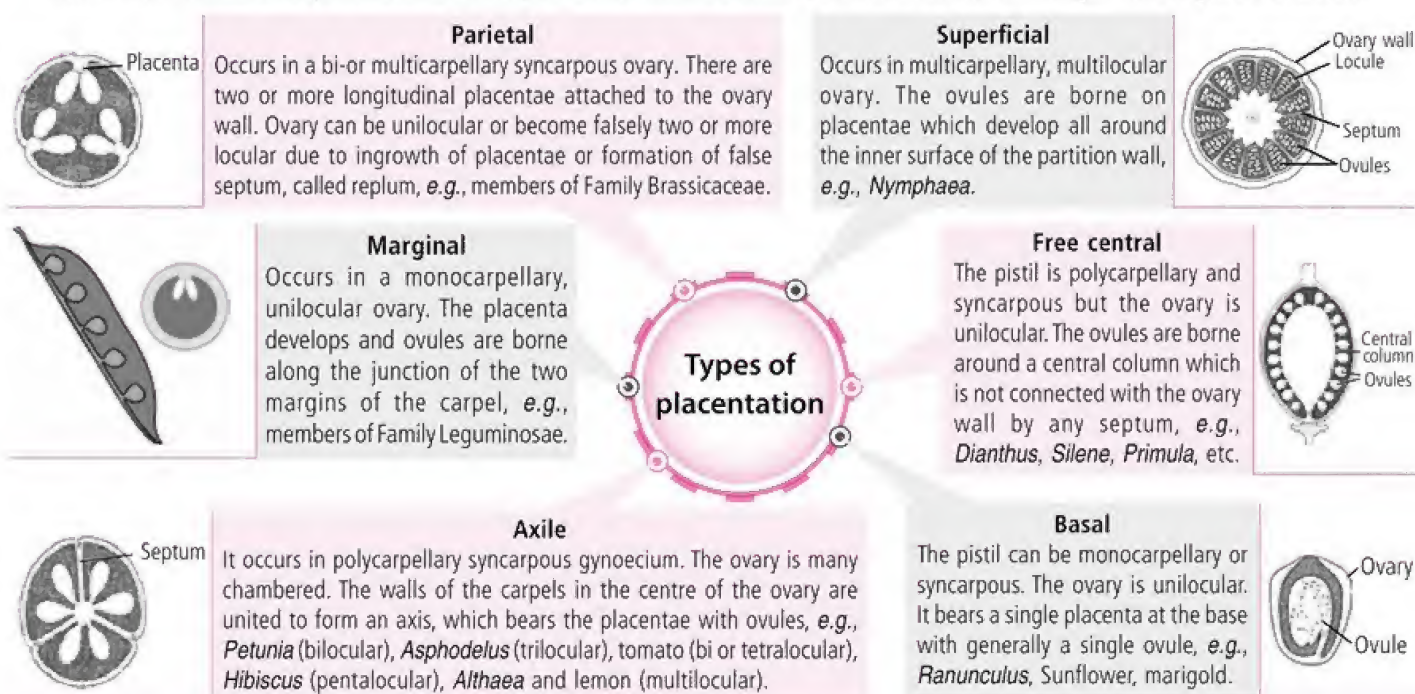 Placenta
Parietal
Occurs in a bi-or multicarpellary syncarpous ovary. There are
two or more longitudinal placentae attached to the ovary
wall. Ovary can be unilocular or become falsely two or more
locular due to ingrowth of placentae or formation of false
septum, called replum, e.g., members of Family Brassicaceae.
Superficial
Occurs in multicarpellary, multilocular
ovary. The ovules are borne on
placentae which develop all around
the inner surface of the partition wall,
e.g., Nymphaea.
Ovary wall
Locule
Septum
Ovules
Marginal
Occurs in a monocarpellary,
unilocular ovary. The placenta
develops and ovules are borne
along the junction of the two
margins of the carpel, e.g.,
members of Family Leguminosae.
Types of
placentation
Free central
The pistil is polycarpellary and
syncarpous but the ovary is
unilocular. The ovules are borne
around a central column which
is not connected with the ovary
wall by any septum, e.g.,
Dianthus, Silene, Primula, etc.
Central
column
Ovules
Septum
Axile
It occurs in polycarpellary syncarpous gynoecium. The ovary is many
chambered. The walls of the carpels in the centre of the ovary are
united to form an axis, which bears the placentae with ovules, e.g.,
Petunia (bilocular), Asphodelus (trilocular), tomato (bi or tetralocular),
Hibiscus (pentalocular), Althaea and lemon (multilocular).
Basal
The pistil can be monocarpellary or
syncarpous. The ovary is unilocular.
It bears a single placenta at the base
with generally a single ovule, e.g.,
Ranunculus, Sunflower, marigold.
Ovary
Ovule